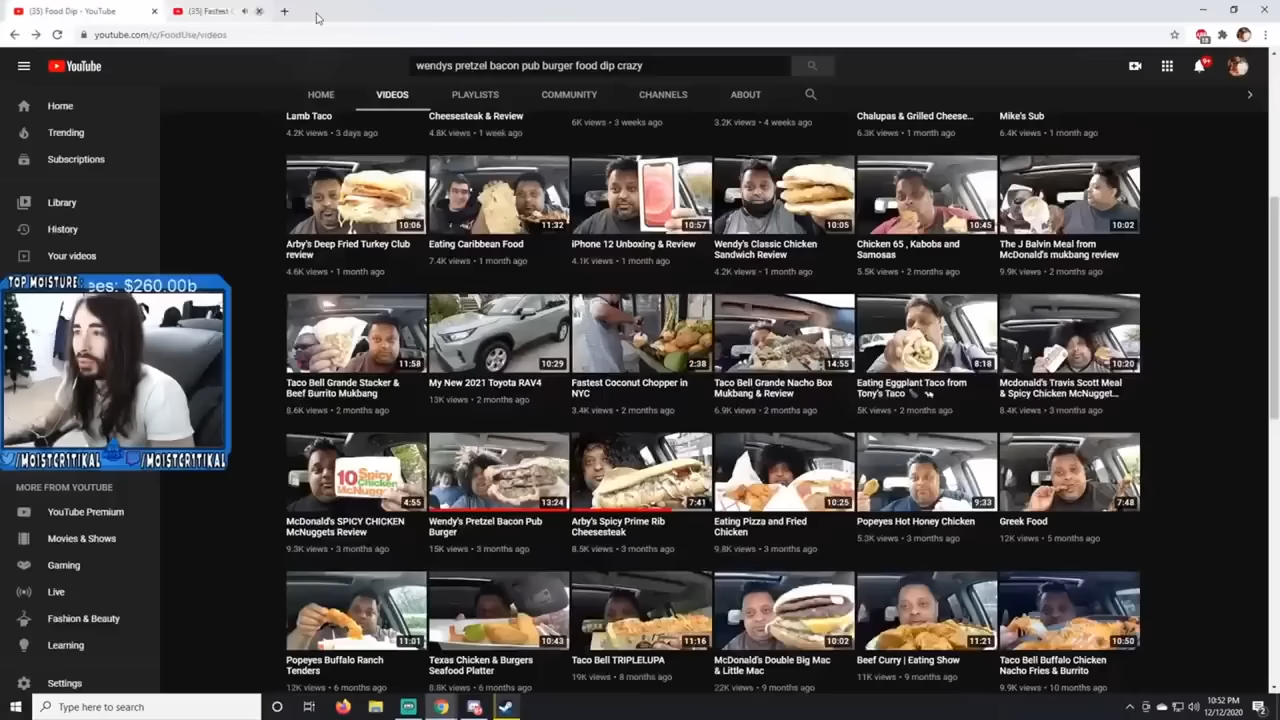 (35) Food Dip - YouTube
(35) Fastest C
youtube.com/c/FoodUse/videos
YouTube
wendys pretzel bacon pub burger food dip crazy
9+
HOME VIDEOS PLAYLISTS COMMUNITY CHANNELS ABOUT
Home
Trending
Subscriptions
Library
History
Your videos
Lamb Taco
4.2K views • 3 days ago
Cheesesteak & Review
4.8K views • 1 week ago
6K views • 3 weeks ago
3.2K views • 4 weeks ago
Chalupas & Grilled Cheese...
6.3K views • 1 month ago
Mike's Sub
6.4K views • 1 month ago
10:06
Arby's Deep Fried Turkey Club
review
4.6K views • 1 month ago
11:32
Eating Caribbean Food
7.4K views • 1 month ago
10:57
iPhone 12 Unboxing & Review
4.1K views • 1 month ago
10:05
Wendy's Classic Chicken
Sandwich Review
4.2K views • 1 month ago
10:45
Chicken 65 , Kabobs and
Samosas
5.5K views • 2 months ago
10:02
The J Balvin Meal from
McDonald's mukbang review
9.9K views • 2 months ago
TOP MOISTURE:
ees: $260.00b
/MOISTCR1TIKAL
/MOISTCR1TIKAL
11:58
Taco Bell Grande Stacker &
Beef Burrito Mukbang
8.6K views • 2 months ago
10:29
My New 2021 Toyota RAV4
13K views • 2 months ago
2:38
Fastest Coconut Chopper in
NYC
3.4K views • 2 months ago
14:55
Taco Bell Grande Nacho Box
Mukbang & Review
6.9K views • 2 months ago
8:18
Eating Eggplant Taco from
Tony's Taco
5K views • 2 months ago
10:20
Mcdonald's Travis Scott Meal
& Spicy Chicken McNugget...
8.4K views • 3 months ago
MORE FROM YOUTUBE
YouTube Premium
Movies & Shows
Gaming
Live
Fashion & Beauty
Learning
Settings
10 Spicy
Chicken
McNugg
4:55
McDonald's SPICY CHICKEN
McNuggets Review
9.3K views • 3 months ago
13:24
Wendy's Pretzel Bacon Pub
Burger
15K views • 3 months ago
7:41
Arby's Spicy Prime Rib
Cheesesteak
8.5K views • 3 months ago
10:25
Eating Pizza and Fried
Chicken
9.8K views • 3 months ago
9:33
Popeyes Hot Honey Chicken
5.3K views • 3 months ago
7:48
Greek Food
12K views • 5 months ago
11:01
Popeyes Buffalo Ranch
Tenders
12K views • 6 months ago
10:43
Texas Chicken & Burgers
Seafood Platter
8.8K views • 6 months ago
11:16
Taco Bell TRIPLELUPA
19K views • 8 months ago
10:02
McDonald's Double Big Mac
& Little Mac
22K views • 9 months ago
11:21
Beef Curry | Eating Show
11K views • 9 months ago
10:50
Taco Bell Buffalo Chicken
Nacho Fries & Burrito
9.9K views • 10 months ago
Type here to search
10:52 PM
12/12/2020
2